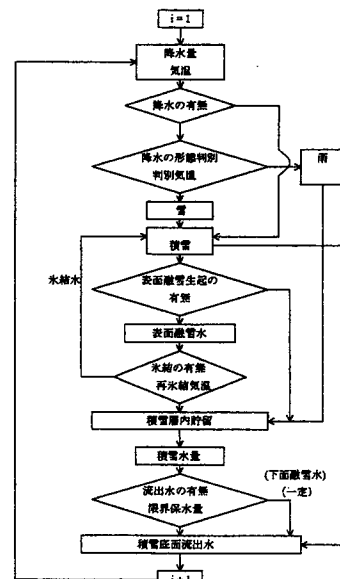 i=1
降水量
気温
降水の有無
降水の形態判別
判別気温
雨
雪
積雪
氷結水
表面融雪生起の
有無
表面融雪水
氷結の有無
再氷結気温
積雪層内貯留
積雪水量
(下面融雪水)
(一定)
流出水の有無
限界保水量
積雪底面流出水